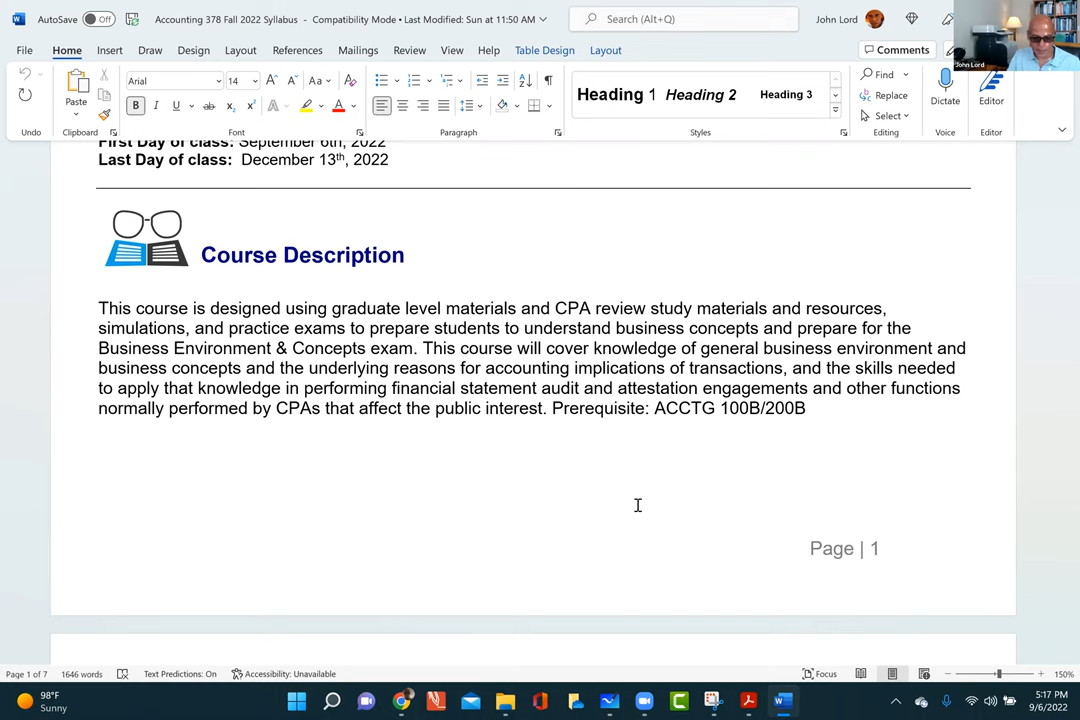 AutoSave Off Accounting 378 Fall 2022 Syllabus - Compatibility Mode • Last Modified: Sun at 11:50 AM Search (Alt+Q) John Lord
File Home Insert Draw Design Layout References Mailings Review View Help Table Design Layout Comments
John Lord
Arial 14 Aa
Paste
B I U ab x₂ x² A A
Heading 1 Heading 2 Heading 3
Find
Replace
Select
Dictate
Editor
Undo Clipboard Font Paragraph Styles Editing Voice Editor
First Day of class: September 6th, 2022
Last Day of class: December 13th, 2022
Course Description
This course is designed using graduate level materials and CPA review study materials and resources,
simulations, and practice exams to prepare students to understand business concepts and prepare for the
Business Environment & Concepts exam. This course will cover knowledge of general business environment and
business concepts and the underlying reasons for accounting implications of transactions, and the skills needed
to apply that knowledge in performing financial statement audit and attestation engagements and other functions
normally performed by CPAs that affect the public interest. Prerequisite: ACCTG 100B/200B
Page | 1
Page 1 of 7 1646 words Text Predictions: On Accessibility: Unavailable Focus 150%
98°F
Sunny
5:17 PM
9/6/2022